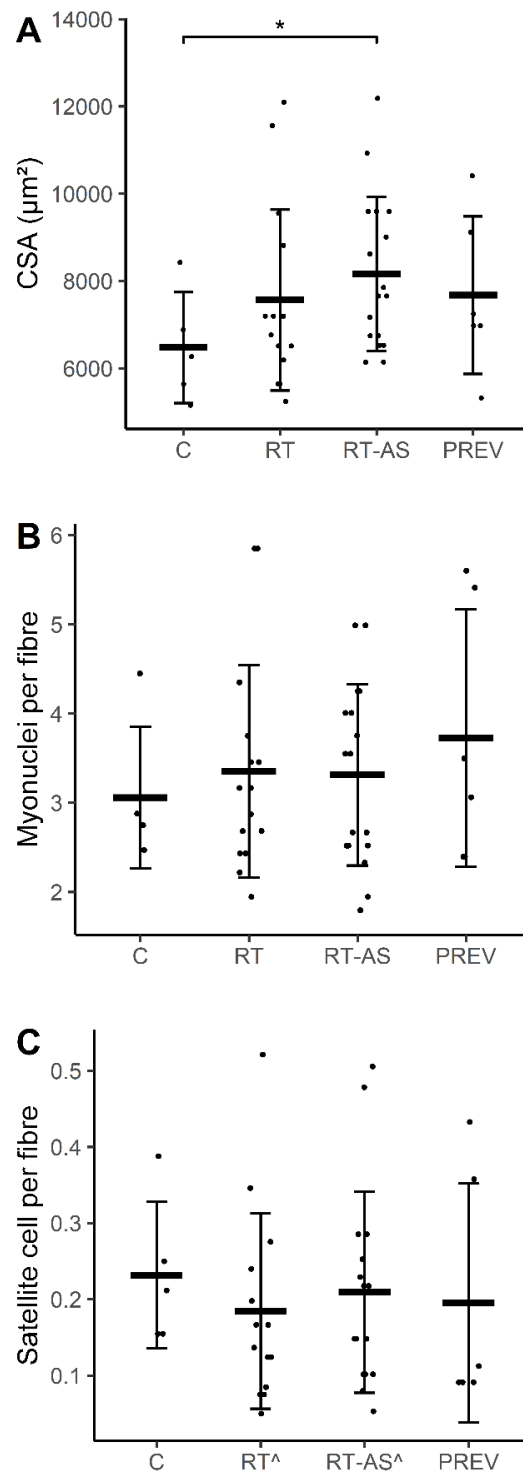 A
14000
*
12000
10000
8000
6000
CSA (µm²)
C RT RT-AS PREV
B
6
5
4
3
2
Myonuclei per fibre
C RT RT-AS PREV
C
0.5
0.4
0.3
0.2
0.1
Satellite cell per fibre
C RT^ RT-AS^ PREV